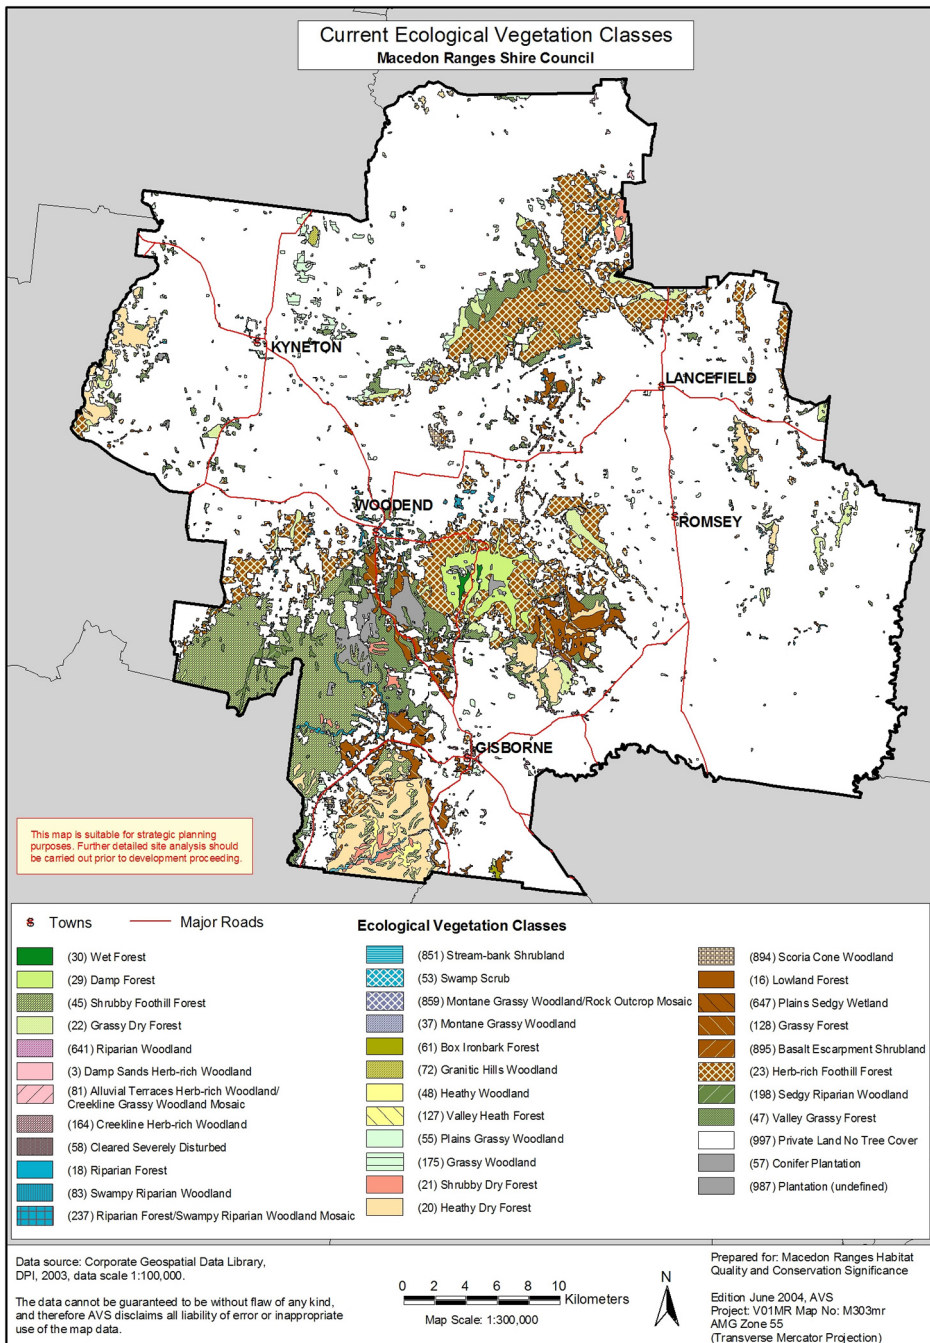 Current Ecological Vegetation Classes
Macedon Ranges Shire Council
KYNETON
LANCEFIELD
WOODEND
ROMSEY
GISBORNE
This map is suitable for strategic planning
purposes. Further detailed site analysis should
be carried out prior to development proceeding.
Towns
Major Roads
Ecological Vegetation Classes
(30) Wet Forest
(29) Damp Forest
(45) Shrubby Foothill Forest
(22) Grassy Dry Forest
(641) Riparian Woodland
(3) Damp Sands Herb-rich Woodland
(81) Alluvial Terraces Herb-rich Woodland/
Creekline Grassy Woodland Mosaic
(164) Creekline Herb-rich Woodland
(58) Cleared Severely Disturbed
(18) Riparian Forest
(83) Swampy Riparian Woodland
(237) Riparian Forest/Swampy Riparian Woodland Mosaic
(851) Stream-bank Shrubland
(53) Swamp Scrub
(859) Montane Grassy Woodland/Rock Outcrop Mosaic
(37) Montane Grassy Woodland
(61) Box Ironbark Forest
(72) Granitic Hills Woodland
(48) Heathy Woodland
(127) Valley Heath Forest
(55) Plains Grassy Woodland
(175) Grassy Woodland
(21) Shrubby Dry Forest
(20) Heathy Dry Forest
(894) Scoria Cone Woodland
(16) Lowland Forest
(647) Plains Sedgy Wetland
(128) Grassy Forest
(895) Basalt Escarpment Shrubland
(23) Herb-rich Foothill Forest
(198) Sedgy Riparian Woodland
(47) Valley Grassy Forest
(997) Private Land No Tree Cover
(57) Conifer Plantation
(987) Plantation (undefined)
Data source: Corporate Geospatial Data Library,
DPI, 2003, data scale 1:100,000.
The data cannot be guaranteed to be without flaw of any kind,
and therefore AVS disclaims all liability of error or inappropriate
use of the map data.
0 2 4 6 8 10
Kilometers
Map Scale: 1:300,000
N
Prepared for: Macedon Ranges Habitat
Quality and Conservation Significance
Edition June 2004, AVS
Project: V01MR Map No: M303mr
AMG Zone 55
(Transverse Mercator Projection)